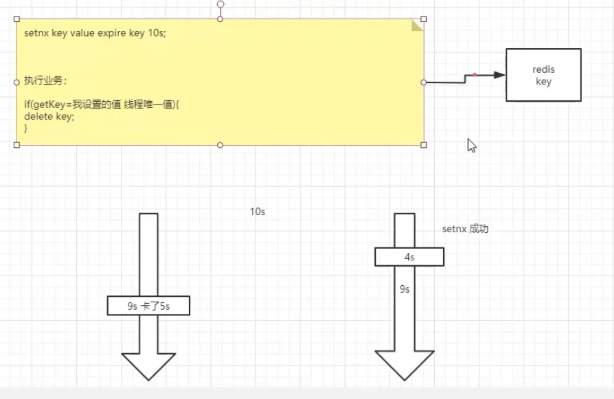 setnx key value expire key 10s;
执行业务：
if(getKey=我设置的值 线程唯一值){
delete key;
}
redis
key
10s
setnx 成功
4s
9s
9s 卡了5s